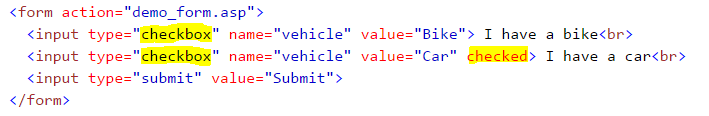 <form action="demo_form.asp">
<input type="checkbox" name="vehicle" value="Bike"> I have a bike<br>
<input type="checkbox" name="vehicle" value="Car" checked> I have a car<br>
<input type="submit" value="Submit">
</form>